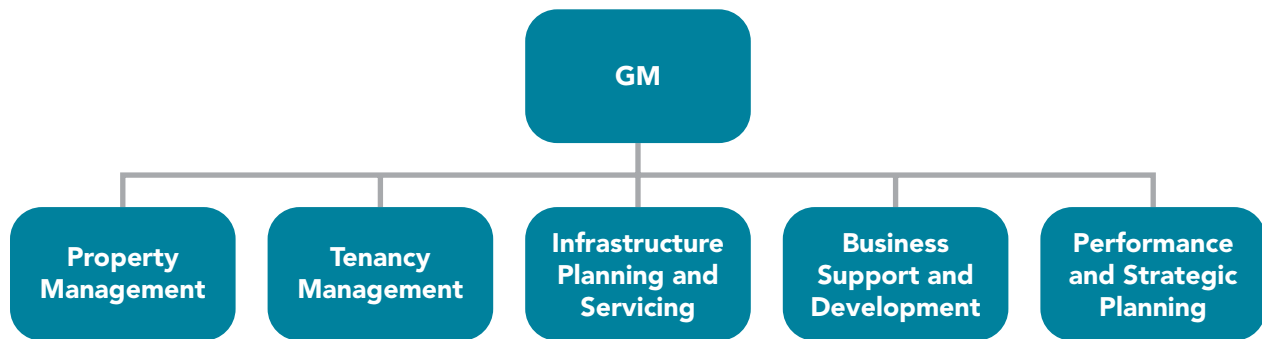 GM
Property
Management
Tenancy
Management
Infrastructure
Planning and
Servicing
Business
Support and
Development
Performance
and Strategic
Planning